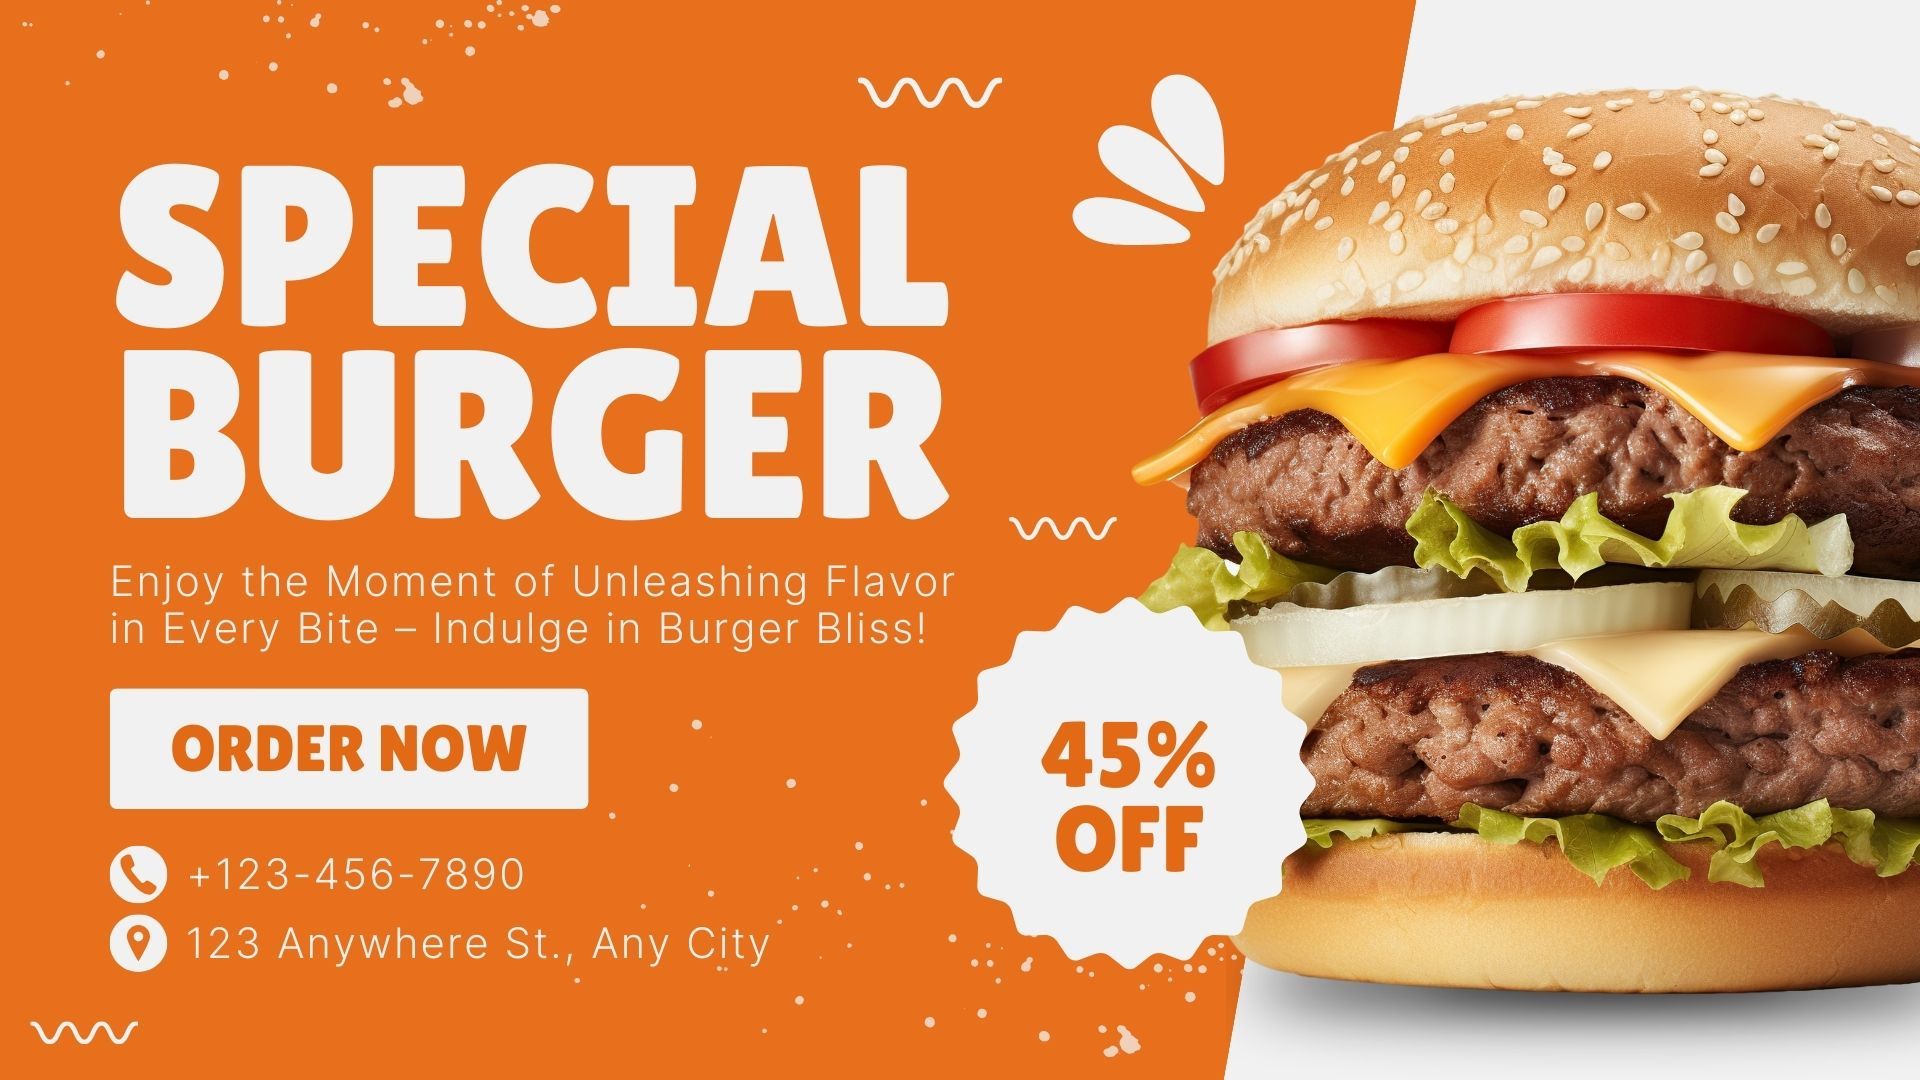 SPECIAL
BURGER
Enjoy the Moment of Unleashing Flavor
in Every Bite – Indulge in Burger Bliss!
ORDER NOW
45%
OFF
+123-456-7890
123 Anywhere St., Any City